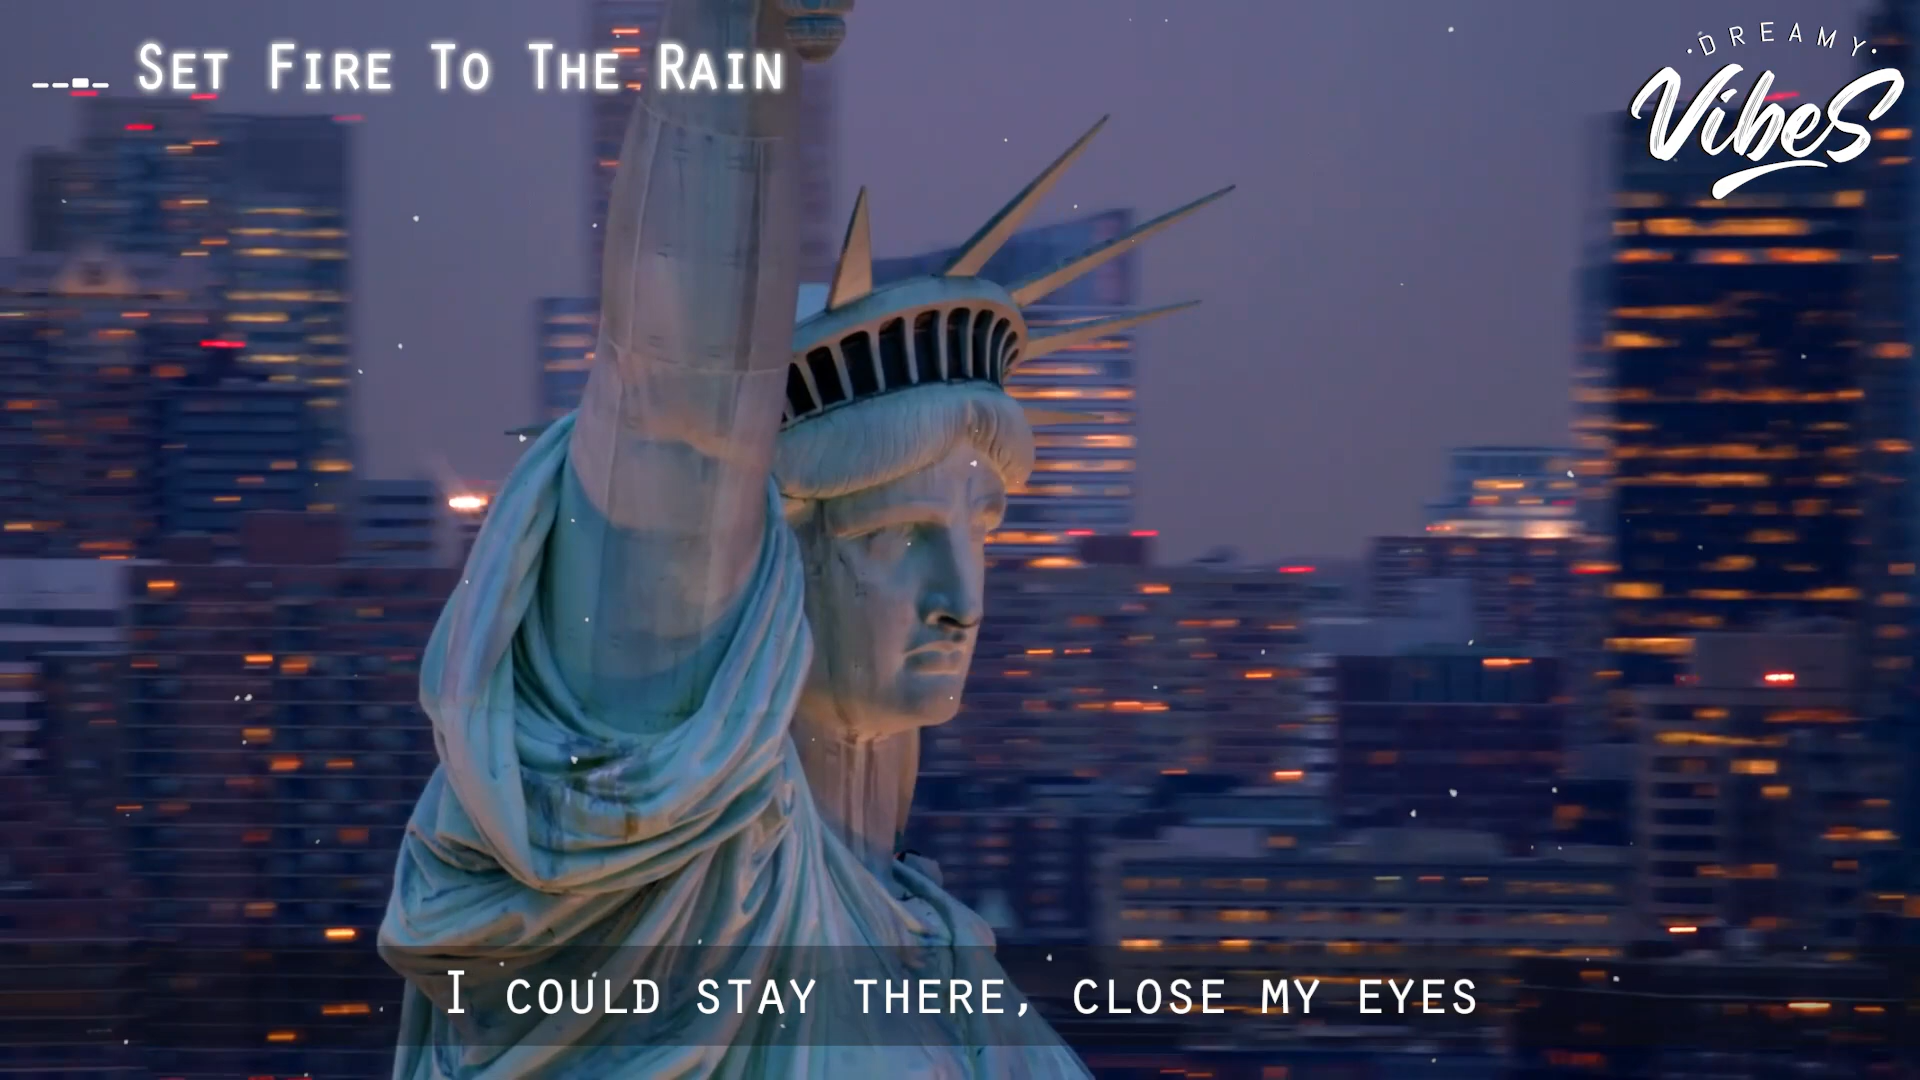 Set Fire To The Rain
DREAMY
Vibes
I COULD STAY THERE, CLOSE MY EYES